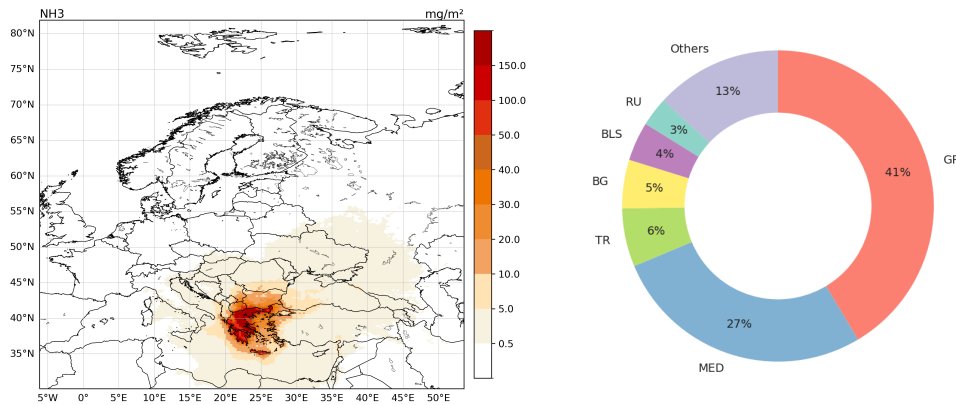 NH3
mg/m²
80°N
75°N
70°N
65°N
60°N
55°N
50°N
45°N
40°N
35°N
5°W 0° 5°E 10°E 15°E 20°E 25°E 30°E 35°E 40°E 45°E 50°E
150.0
100.0
50.0
40.0
30.0
20.0
10.0
5.0
0.5
Others
13%
RU
3%
BLS
4%
BG
5%
TR
6%
MED
27%
41%